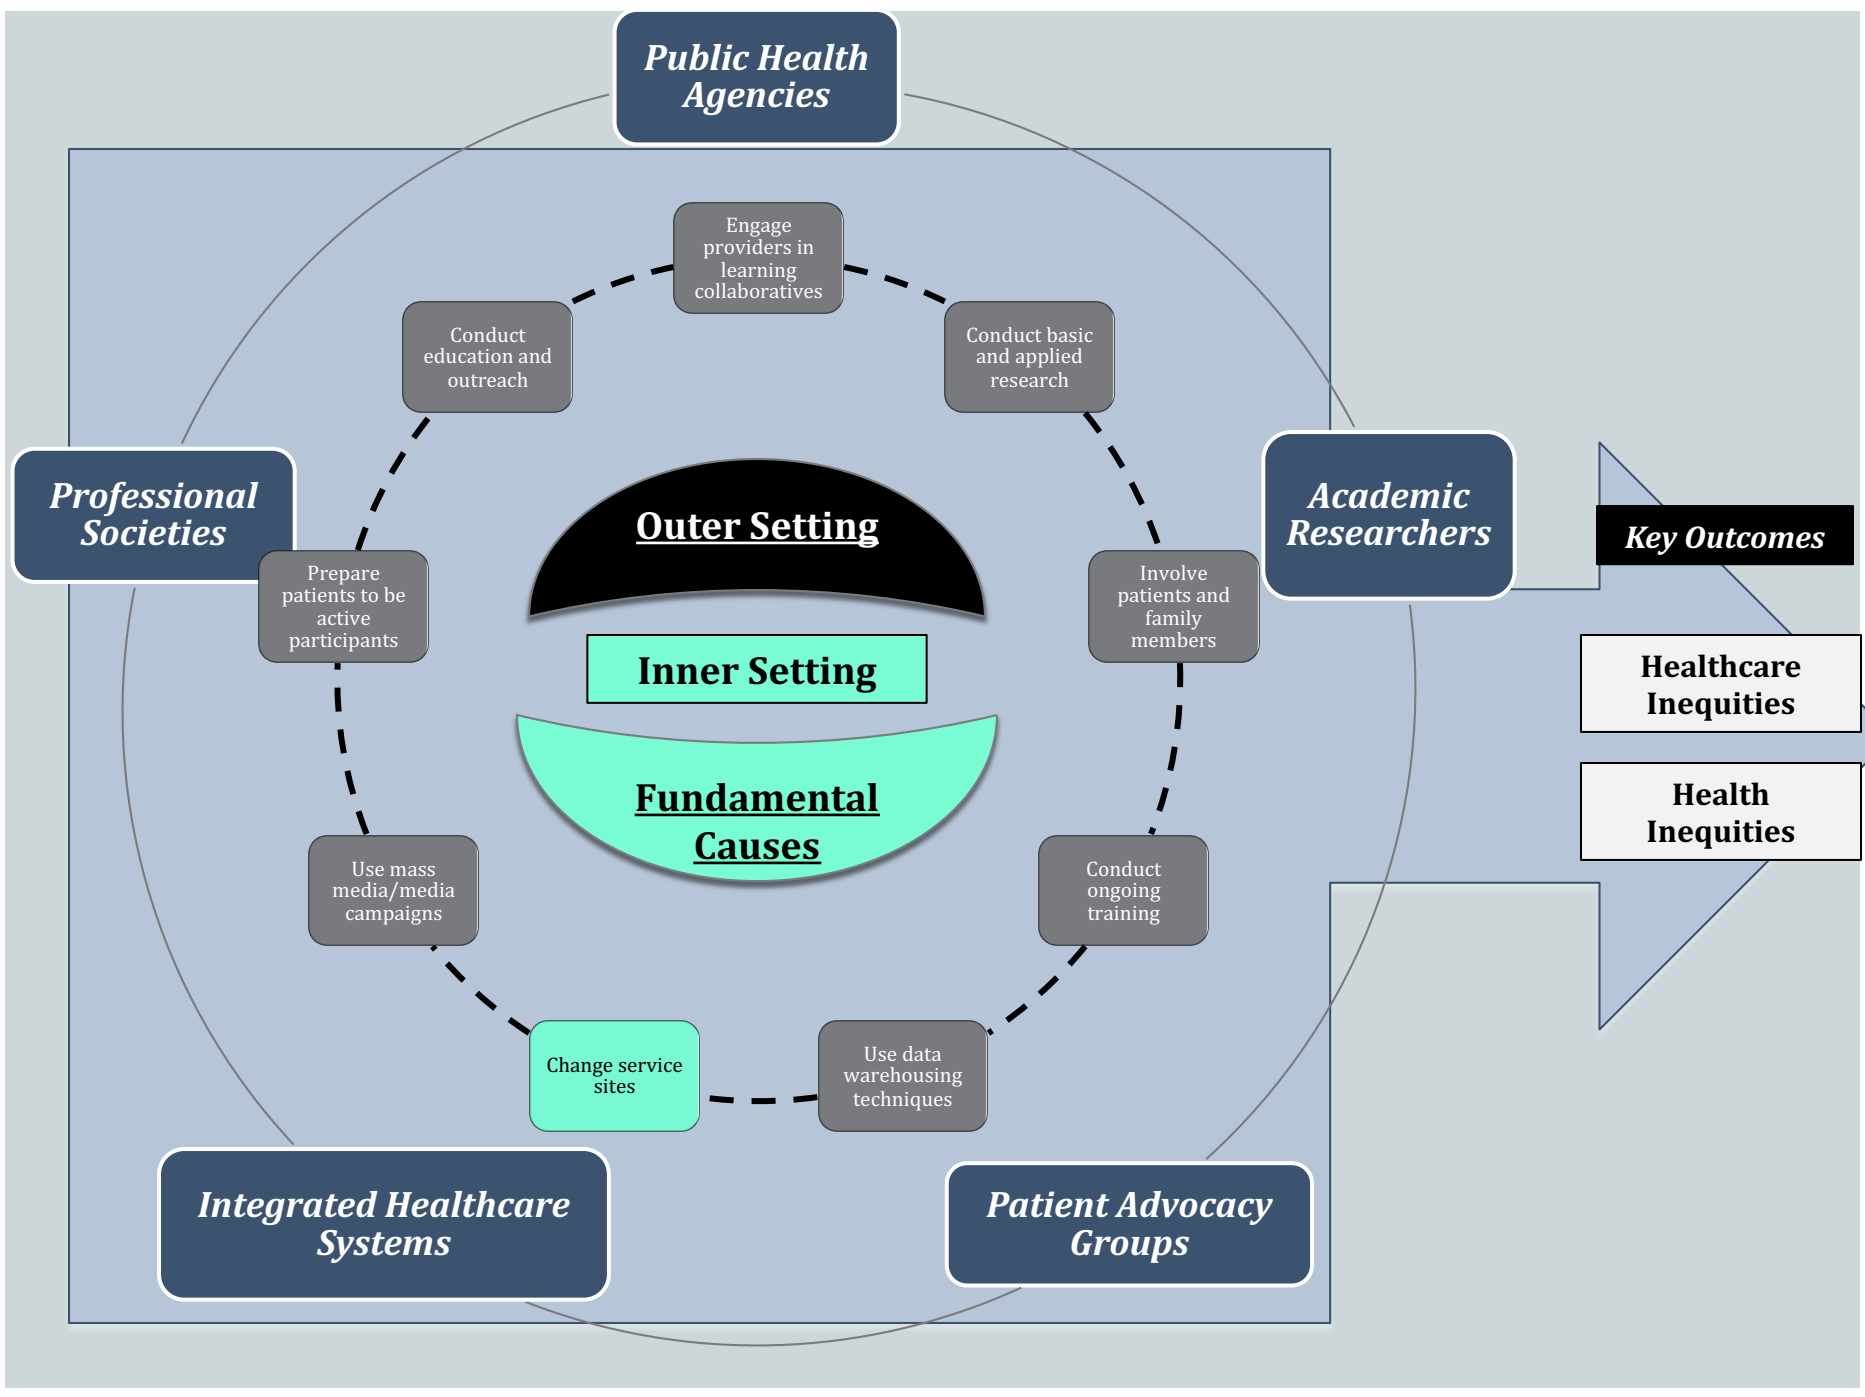 Public Health
Agencies
Engage
providers in
learning
collaboratives
Conduct
education and
outreach
Conduct basic
and applied
research
Professional
Societies
Outer Setting
Academic
Researchers
Key Outcomes
Prepare
patients to be
active
participants
Involve
patients and
family
members
Inner Setting
Healthcare
Inequities
Fundamental
Causes
Health
Inequities
Use mass
media/media
campaigns
Conduct
ongoing
training
Change service
sites
Use data
warehousing
techniques
Integrated Healthcare
Systems
Patient Advocacy
Groups